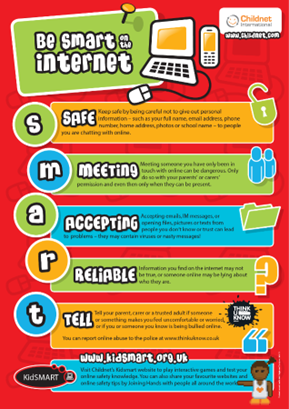 Be smart on the
internet
Childnet
International
www.childnet.com
s
SAFE
Keep safe by being careful not to give out personal
information – such as your full name, email address, phone
number, home address, photos or school name – to people
you are chatting with online.
m
MEETING
Meeting someone you have only been in
touch with online can be dangerous. Only
do so with your parents' or carers'
permission and even then only when they can be present.
a
ACCEPTING
Accepting emails, IM messages, or
opening files, pictures or texts from
people you don't know or trust can lead
to problems – they may contain viruses or nasty messages!
r
RELIABLE
Information you find on the internet may not
be true, or someone online may be lying about
who they are.
t
TELL
Tell your parent, carer or a trusted adult if someone
or something makes you feel uncomfortable or worried,
or if you or someone you know is being bullied online.
You can report online abuse to the police at www.thinkuknow.co.uk
THINK
U
KNOW
www.kidsmart.org.uk
KidSMART
Visit Childnet's Kidsmart website to play interactive games and test your
online safety knowledge. You can also share your favourite websites and
online safety tips by Joining Hands with people all around the world.